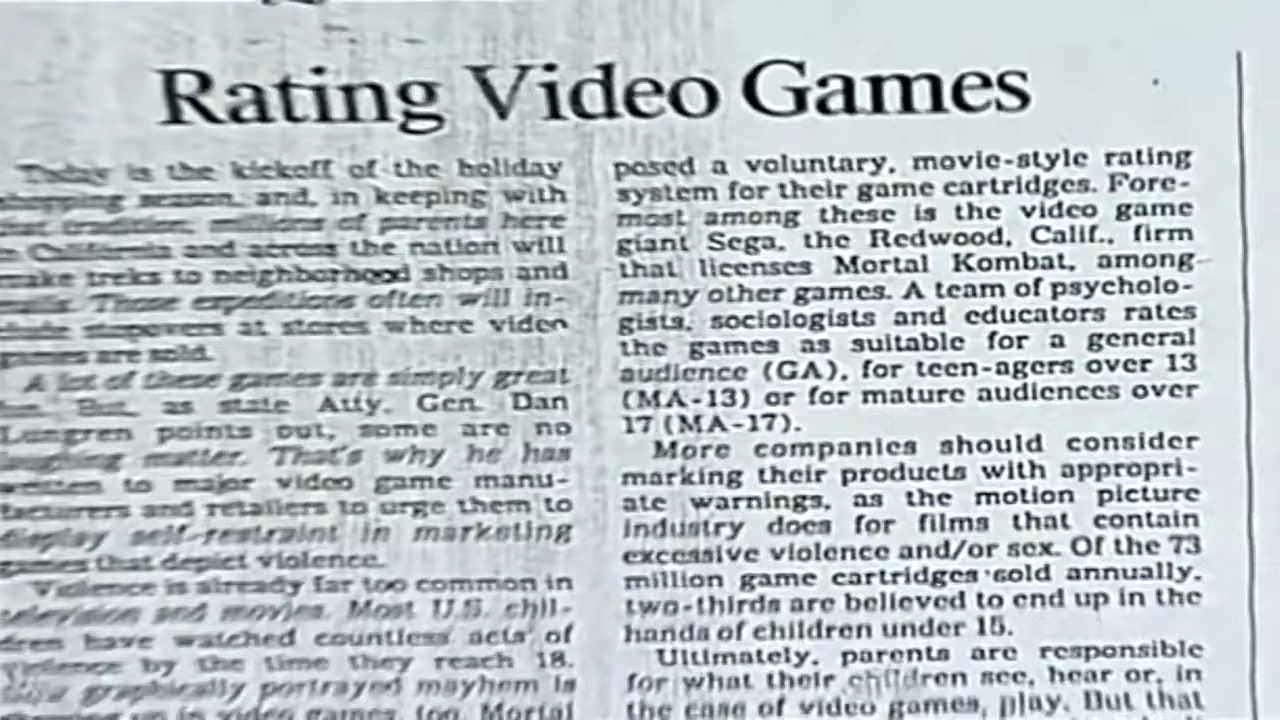 Rating Video Games
Today is the kickoff of the holiday
shopping season, and, in keeping with
that tradition, millions of parents here
in California and across the nation will
make treks to neighborhood shops and
malls. Those expeditions often will in-
clude stopovers at stores where video
games are sold.
A lot of these games are simply great
fun. But, as state Atty. Gen. Dan
Lungren points out, some are no
laughing matter. That's why he has
written to major video game manu-
facturers and retailers to urge them to
display self-restraint in marketing
games that depict violence.
Violence is already far too common in
television and movies. Most U.S. chil-
dren have watched countless acts of
violence by the time they reach 18.
Now graphically portrayed mayhem is
up in video games, too. Mortal
posed a voluntary, movie-style rating
system for their game cartridges. Fore-
most among these is the video game
giant Sega, the Redwood, Calif., firm
that licenses Mortal Kombat, among
many other games. A team of psycholo-
gists, sociologists and educators rates
the games as suitable for a general
audience (GA), for teen-agers over 13
(MA-13) or for mature audiences over
17 (MA-17).
More companies should consider
marking their products with appropri-
ate warnings, as the motion picture
industry does for films that contain
excessive violence and/or sex. Of the 73
million game cartridges sold annually,
two-thirds are believed to end up in the
hands of children under 15.
Ultimately, parents are responsible
for what their children see, hear or, in
the case of video games, play. But that